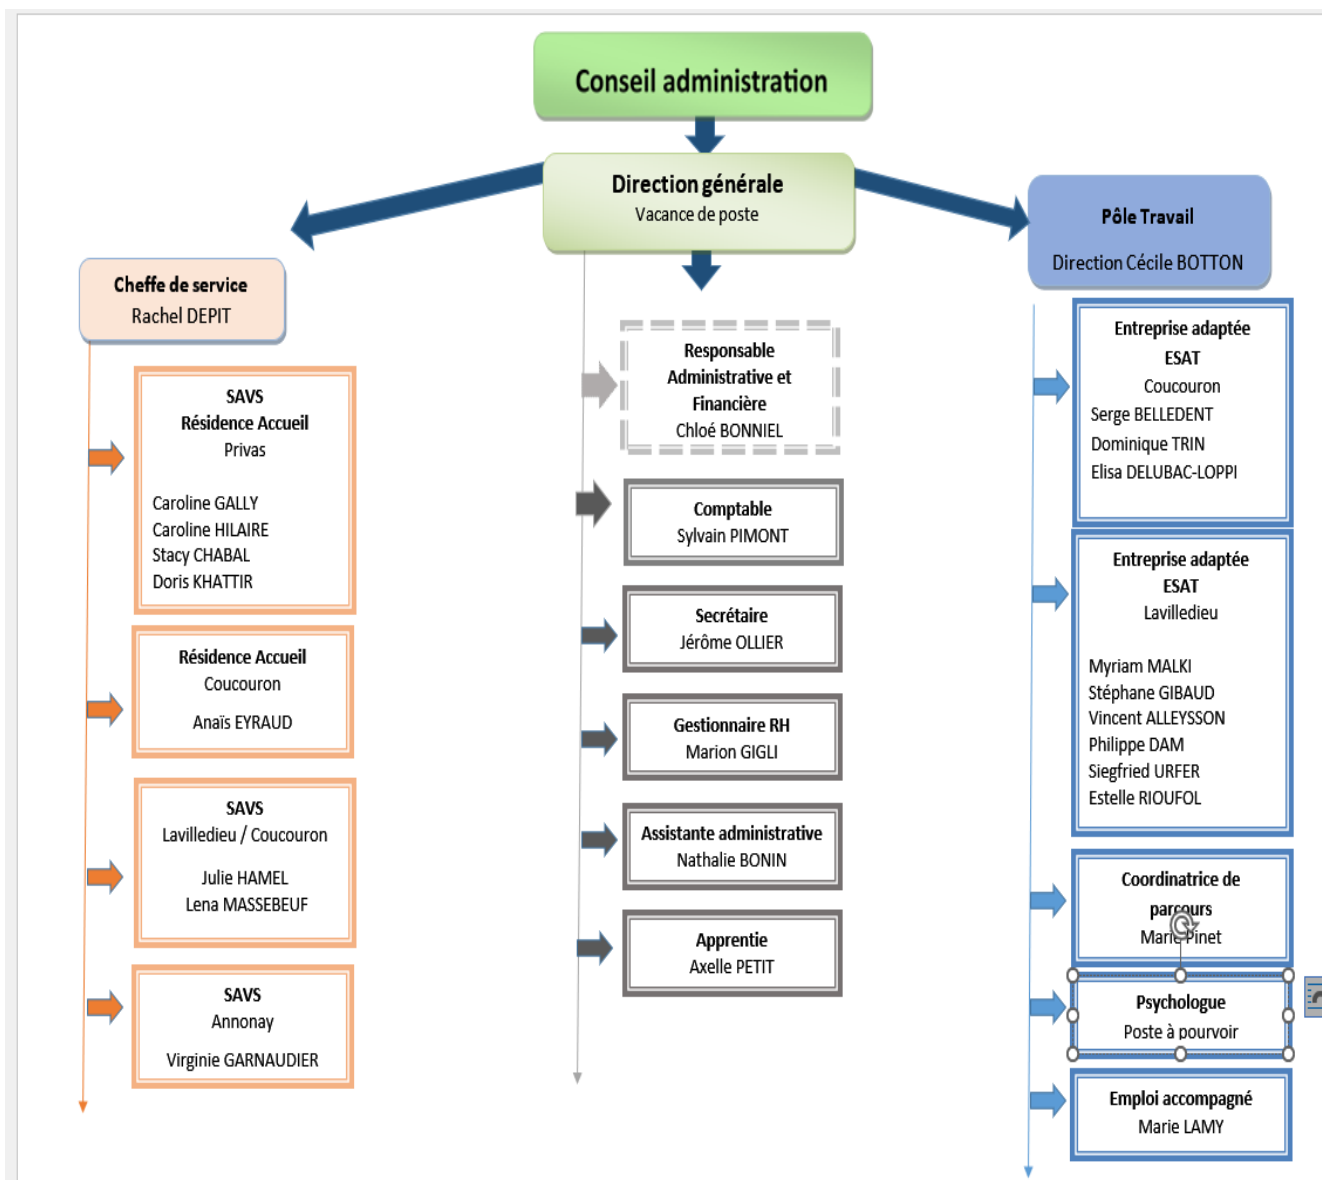 Conseil administration
Direction générale
Vacance de poste
Cheffe de service
Rachel DEPIT
SAVS
Résidence Accueil
Privas
Caroline GALLY
Caroline HILAIRE
Stacy CHABAL
Doris KHATTIR
Résidence Accueil
Coucouron
Anaïs EYRAUD
SAVS
Lavilledieu / Coucouron
Julie HAMEL
Lena MASSEBEUF
SAVS
Annonay
Virginie GARNAUDIER
Responsable
Administrative et
Financière
Chloé BONNIEL
Comptable
Sylvain PIMONT
Secrétaire
Jérôme OLLIER
Gestionnaire RH
Marion GIGLI
Assistante administrative
Nathalie BONIN
Apprentie
Axelle PETIT
Pôle Travail
Direction Cécile BOTTON
Entreprise adaptée
ESAT
Coucouron
Serge BELLEDENT
Dominique TRIN
Elisa DELUBAC-LOPPI
Entreprise adaptée
ESAT
Lavilledieu
Myriam MALKI
Stéphane GIBAUD
Vincent ALLEYSSON
Philippe DAM
Siegfried URFER
Estelle RIOUFOL
Coordinatrice de
parcours
Marie Pinet
Psychologue
Poste à pourvoir
Emploi accompagné
Marie LAMY